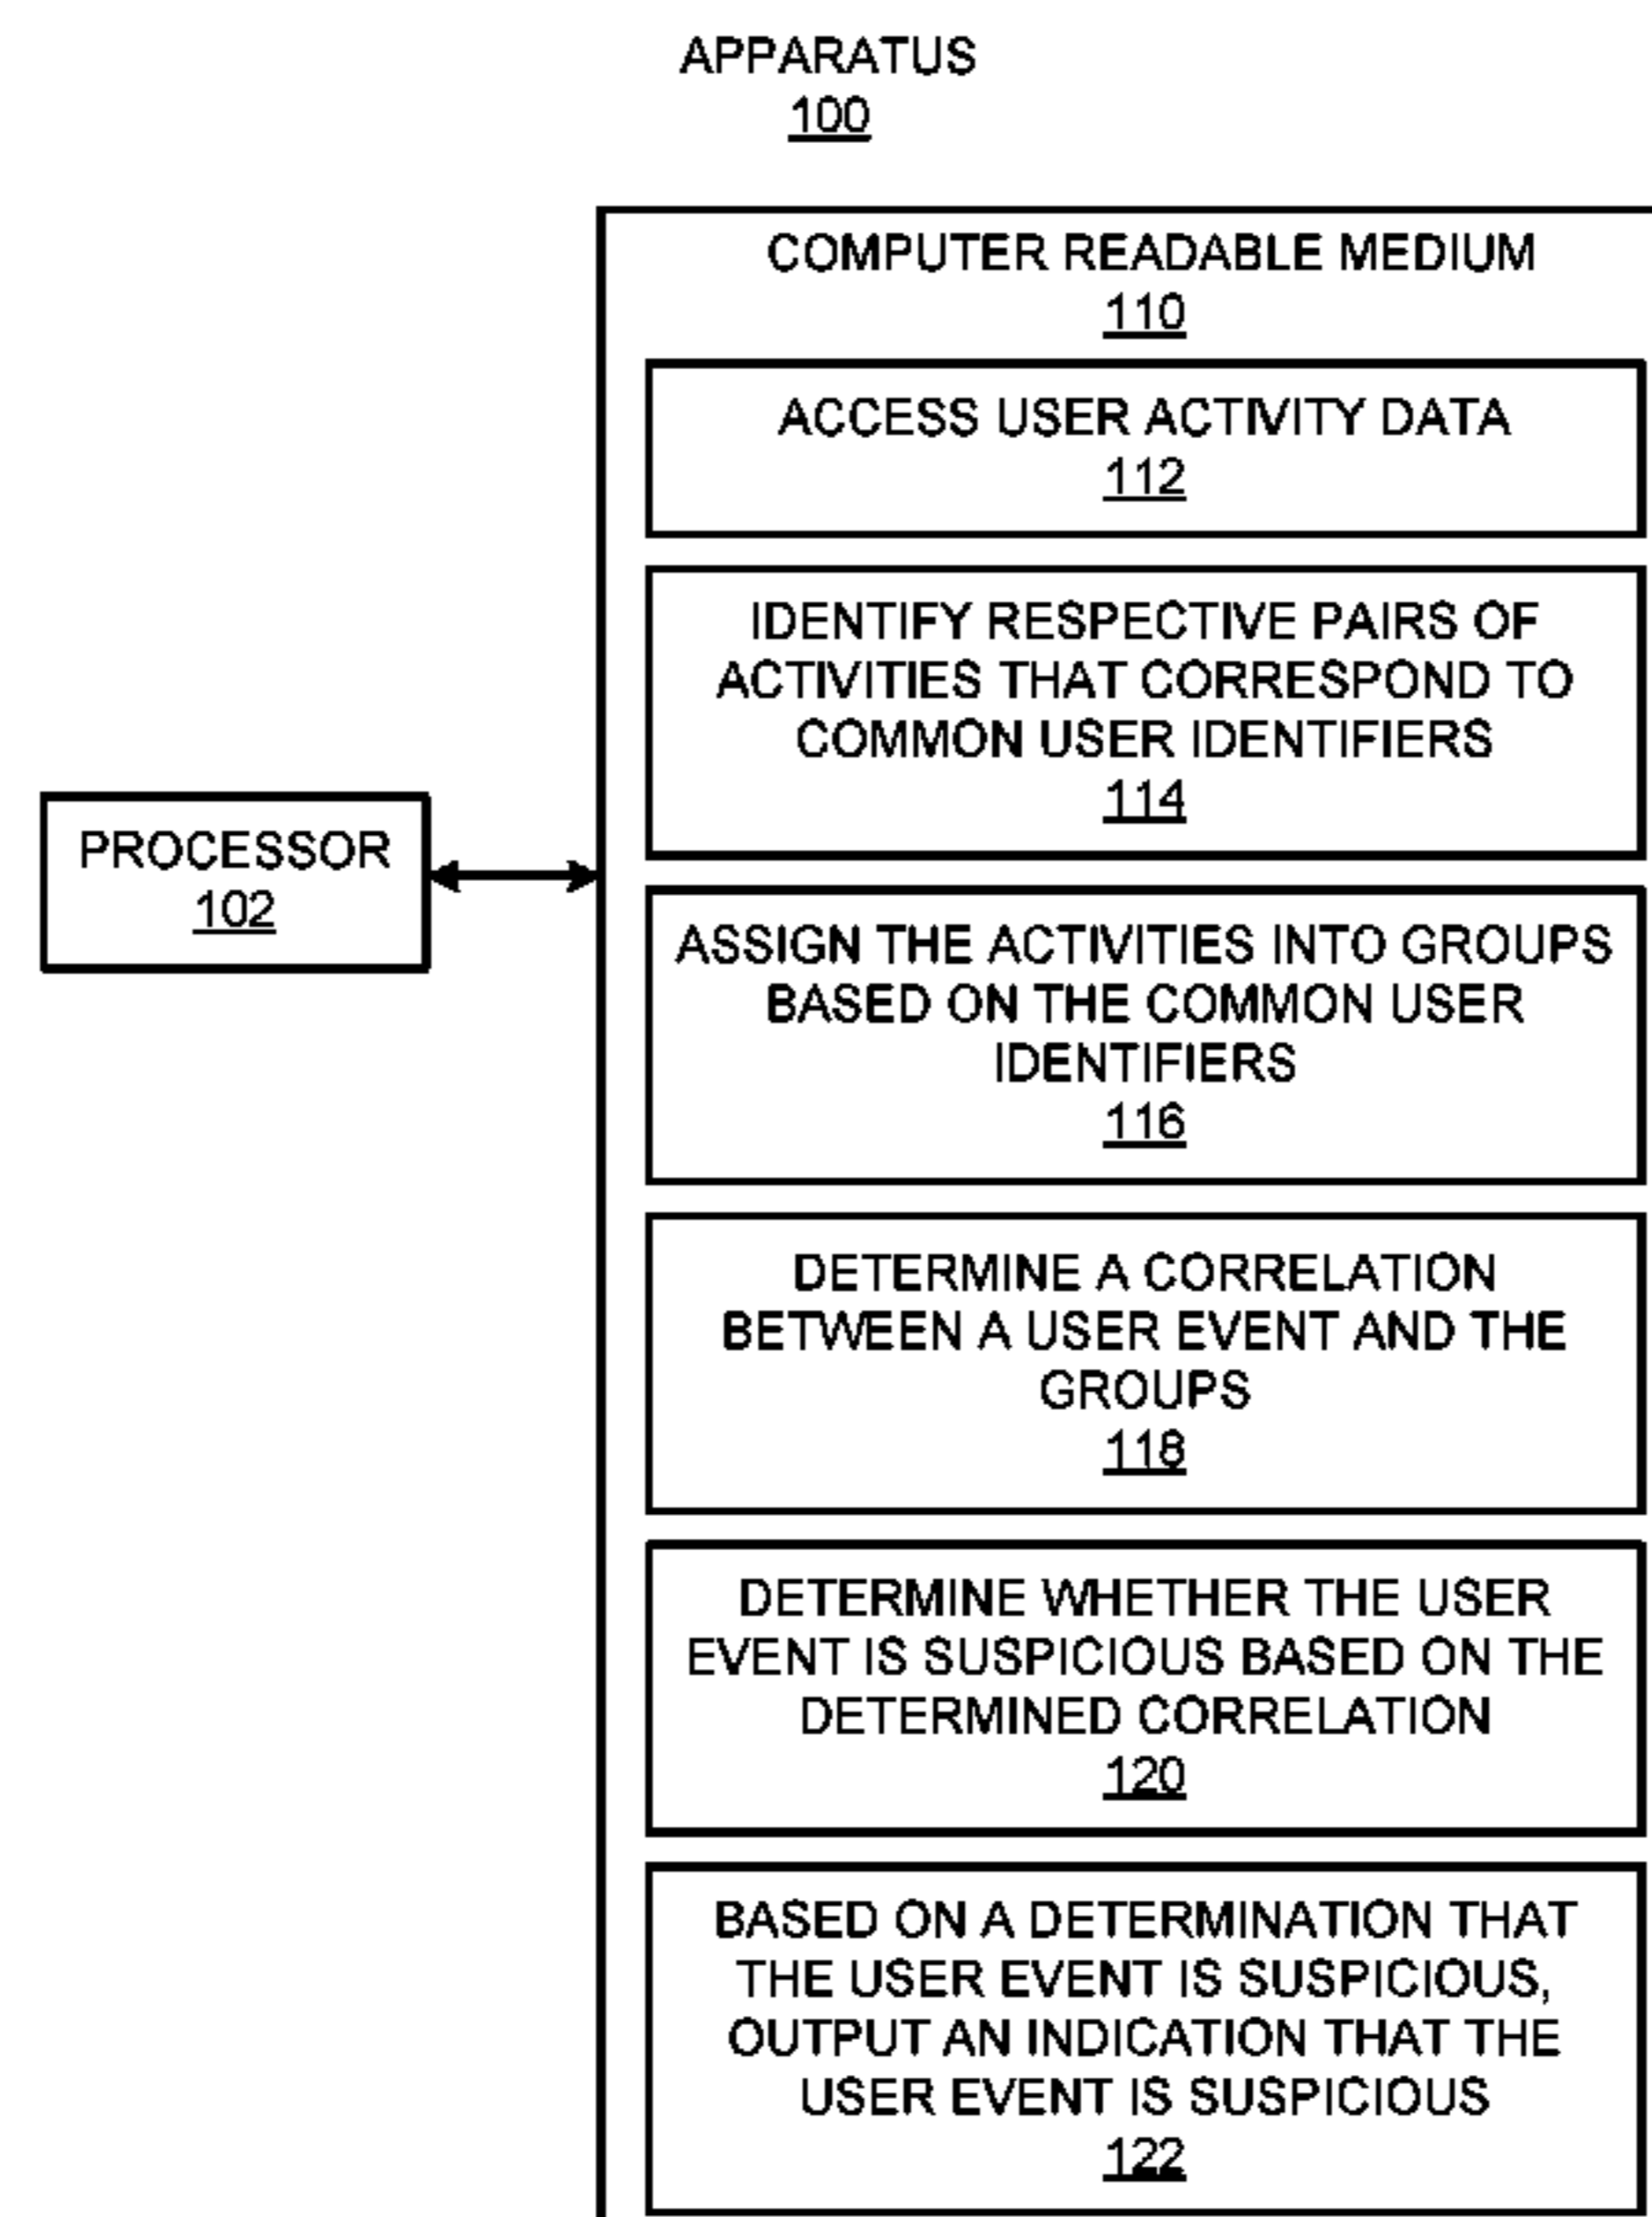 APPARATUS
100
COMPUTER READABLE MEDIUM
110
ACCESS USER ACTIVITY DATA
112
IDENTIFY RESPECTIVE PAIRS OF
ACTIVITIES THAT CORRESPOND TO
COMMON USER IDENTIFIERS
114
PROCESSOR
102
ASSIGN THE ACTIVITIES INTO GROUPS
BASED ON THE COMMON USER
IDENTIFIERS
116
DETERMINE A CORRELATION
BETWEEN A USER EVENT AND THE
GROUPS
118
DETERMINE WHETHER THE USER
EVENT IS SUSPICIOUS BASED ON THE
DETERMINED CORRELATION
120
BASED ON A DETERMINATION THAT
THE USER EVENT IS SUSPICIOUS,
OUTPUT AN INDICATION THAT THE
USER EVENT IS SUSPICIOUS
122